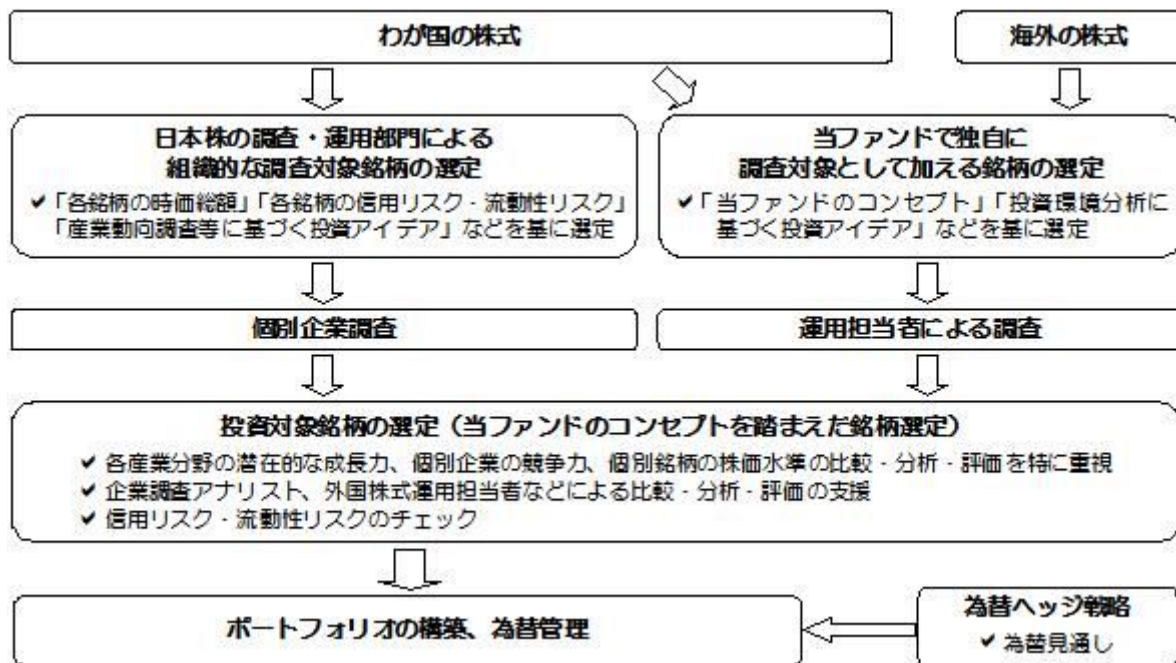 わが国の株式
海外の株式
日本株の調査・運用部門による
組織的な調査対象銘柄の選定
✔「各銘柄の時価総額」「各銘柄の信用リスク・流動性リスク」
「産業動向調査等に基づく投資アイデア」などを基に選定
当ファンドで独自に
調査対象として加える銘柄の選定
✔「当ファンドのコンセプト」「投資環境分析に
基づく投資アイデア」などを基に選定
個別企業調査
運用担当者による調査
投資対象銘柄の選定（当ファンドのコンセプトを踏まえた銘柄選定）
✔ 各産業分野の潜在的な成長力、個別企業の競争力、個別銘柄の株価水準の比較・分析・評価を特に重視
✔ 企業調査アナリスト、外国株式運用担当者などによる比較・分析・評価の支援
✔ 信用リスク・流動性リスクのチェック
ポートフォリオの構築、為替管理
為替ヘッジ戦略
✔ 為替見通し